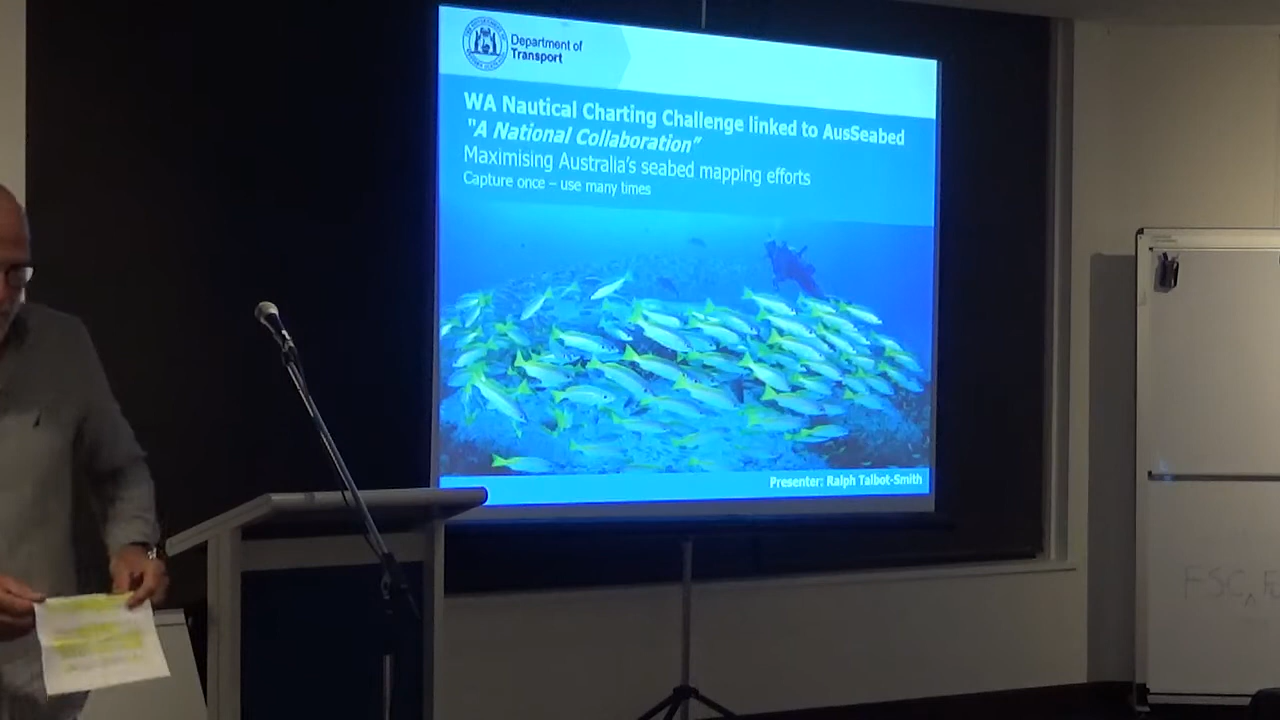 Department of
Transport
WA Nautical Charting Challenge linked to AusSeabed
"A National Collaboration"
Maximising Australia's seabed mapping efforts
Capture once – use many times
Presenter: Ralph Talbot-Smith